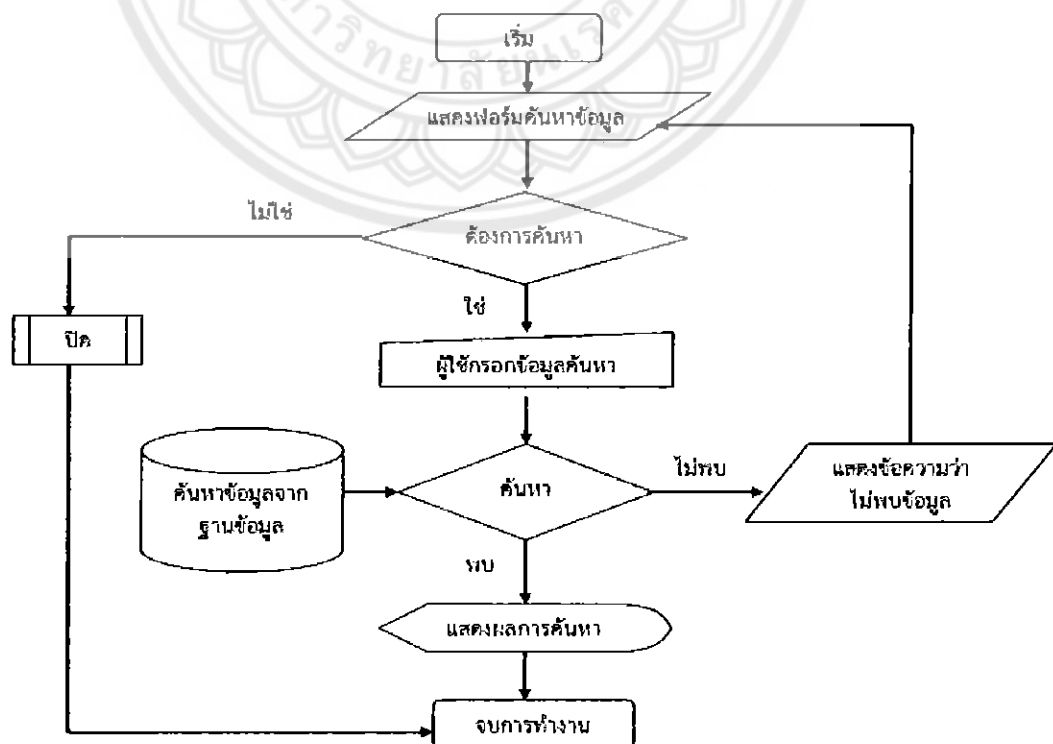 เริ่ม
แสดงฟอร์มค้นหาข้อมูล
ไม่ใช่
ต้องการค้นหา
ใช่
ปิด
ผู้ใช้กรอกข้อมูลค้นหา
ค้นหาข้อมูลจาก
ฐานข้อมูล
ค้นหา
ไม่พบ
แสดงข้อความว่า
ไม่พบข้อมูล
พบ
แสดงผลการค้นหา
จบการทำงาน